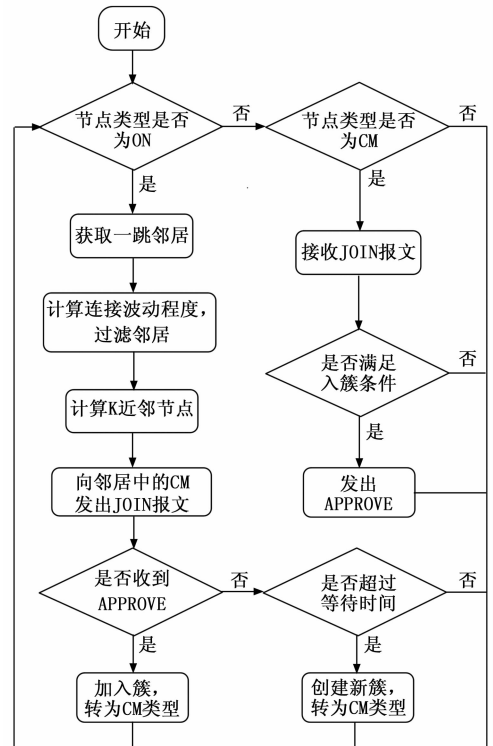 开始
节点类型是否
为ON
否
节点类型是否
为CM
否
是
是
获取一跳邻居
接收JOIN报文
计算连接波动程度，
过滤邻居
是否满足
入簇条件
否
计算K近邻节点
是
向邻居中的CM
发出JOIN报文
发出
APPROVE
是否收到
APPROVE
否
是否超过
等待时间
否
是
是
加入簇，
转为CM类型
创建新簇，
转为CM类型